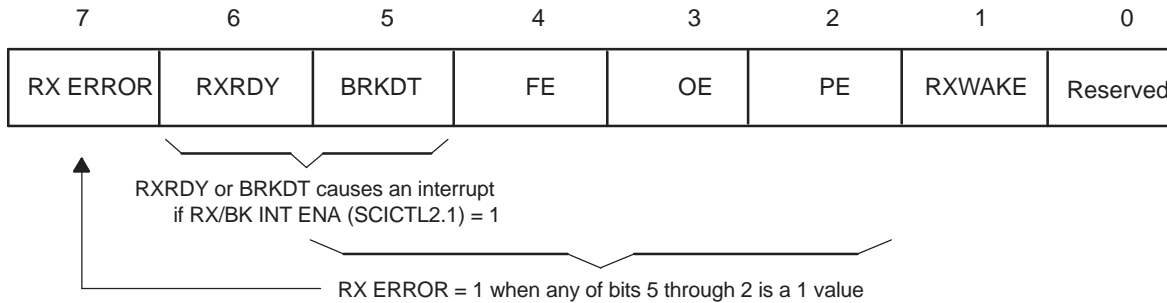 7 6 5 4 3 2 1 0
RX ERROR RXRDY BRKDT FE OE PE RXWAKE Reserved
RXRDY or BRKDT causes an interrupt
if RX/BK INT ENA (SCICTL2.1) = 1
RX ERROR = 1 when any of bits 5 through 2 is a 1 value